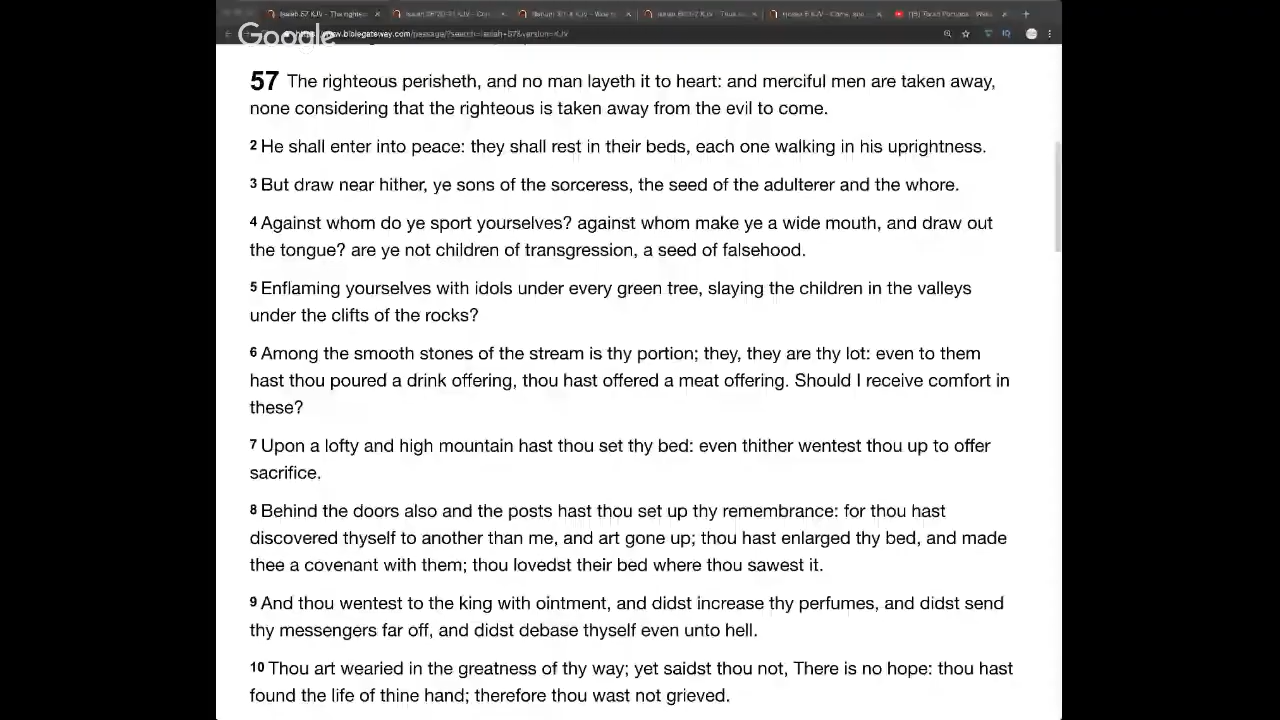 Isaiah 57 KJV - The righteo
Google
www.biblegateway.com/passage/?search=Isaiah+57&version=KJV
57 The righteous perisheth, and no man layeth it to heart: and merciful men are taken away,
none considering that the righteous is taken away from the evil to come.
2 He shall enter into peace: they shall rest in their beds, each one walking in his uprightness.
3 But draw near hither, ye sons of the sorceress, the seed of the adulterer and the whore.
4 Against whom do ye sport yourselves? against whom make ye a wide mouth, and draw out
the tongue? are ye not children of transgression, a seed of falsehood.
5 Enflaming yourselves with idols under every green tree, slaying the children in the valleys
under the clifts of the rocks?
6 Among the smooth stones of the stream is thy portion; they, they are thy lot: even to them
hast thou poured a drink offering, thou hast offered a meat offering. Should I receive comfort in
these?
7 Upon a lofty and high mountain hast thou set thy bed: even thither wentest thou up to offer
sacrifice.
8 Behind the doors also and the posts hast thou set up thy remembrance: for thou hast
discovered thyself to another than me, and art gone up; thou hast enlarged thy bed, and made
thee a covenant with them; thou lovedst their bed where thou sawest it.
9 And thou wentest to the king with ointment, and didst increase thy perfumes, and didst send
thy messengers far off, and didst debase thyself even unto hell.
10 Thou art wearied in the greatness of thy way; yet saidst thou not, There is no hope: thou hast
found the life of thine hand; therefore thou wast not grieved.